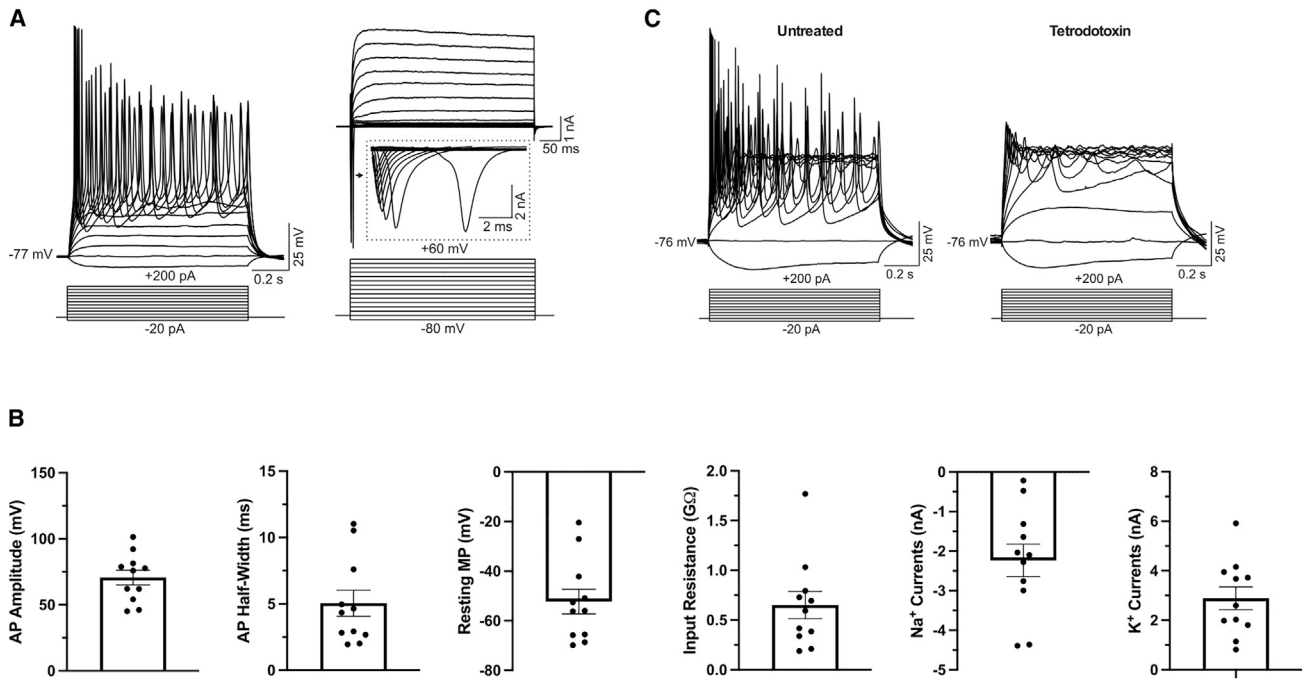 A
C
Untreated
Tetrodotoxin
1 nA
50 ms
2 nA
2 ms
-77 mV
25 mV
0.2 s
+200 pA
-20 pA
+60 mV
-80 mV
-76 mV
25 mV
0.2 s
+200 pA
-20 pA
-76 mV
25 mV
0.2 s
+200 pA
-20 pA
B
AP Amplitude (mV)
150
100
50
0
AP Half-Width (ms)
15
10
5
0
Resting MP (mV)
0
-20
-40
-60
-80
Input Resistance (GΩ)
2.0
1.5
1.0
0.5
0.0
Na⁺ Currents (nA)
0
-1
-2
-3
-4
-5
K⁺ Currents (nA)
8
6
4
2
0